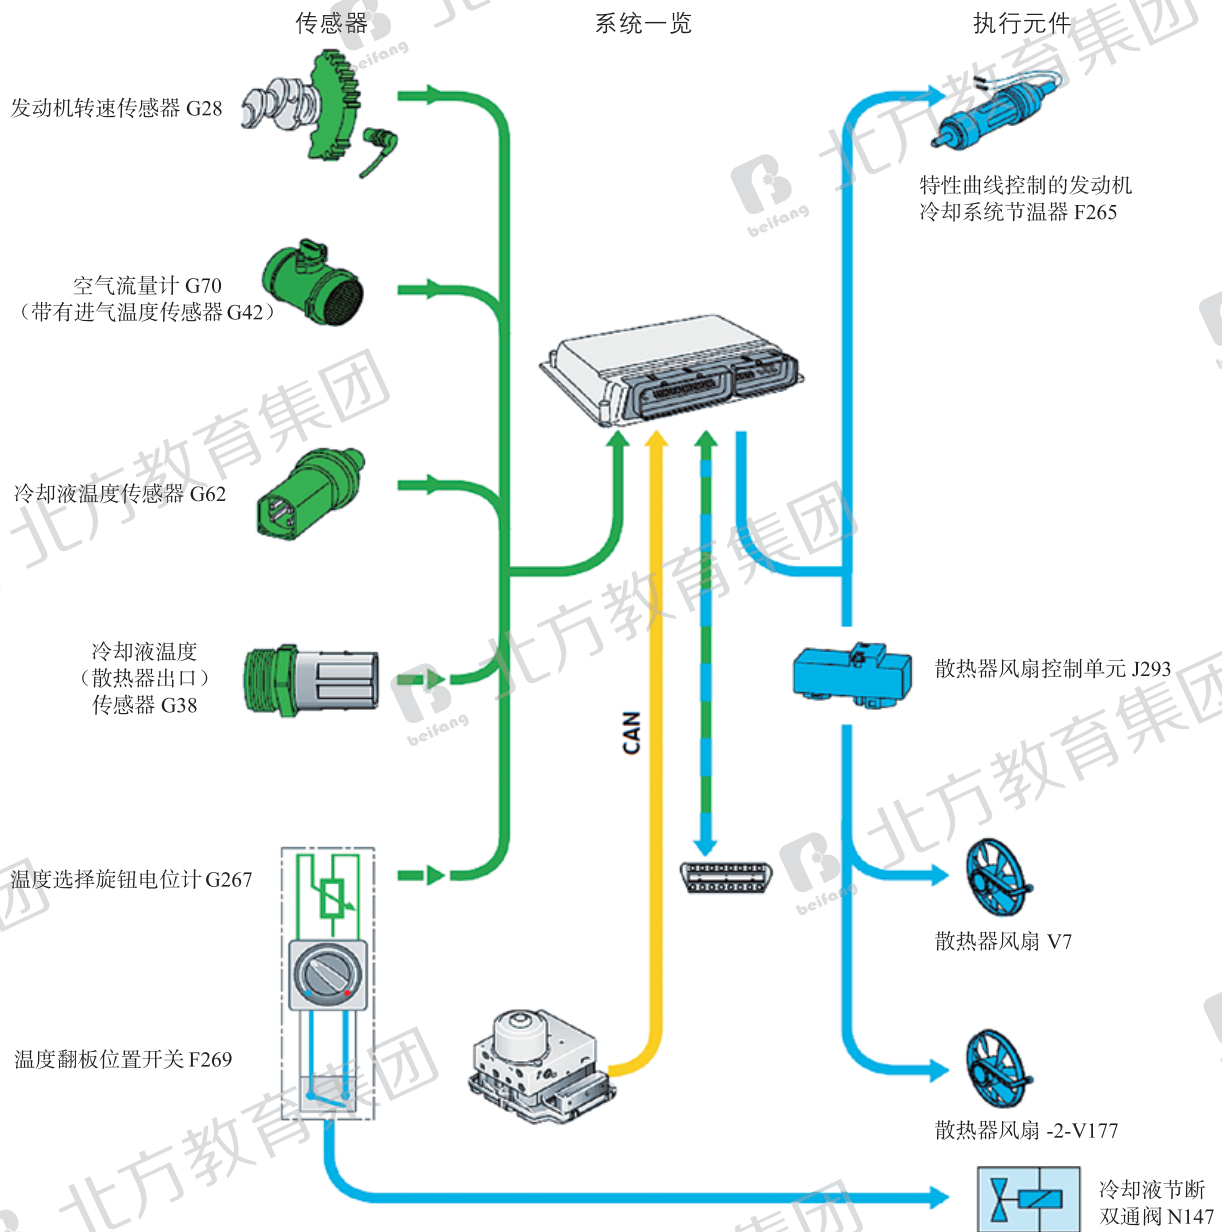 传感器
系统一览
执行元件
发动机转速传感器 G28
特性曲线控制的发动机
冷却系统节温器 F265
空气流量计 G70
（带有进气温度传感器 G42）
冷却液温度传感器 G62
冷却液温度
（散热器出口）
传感器 G38
散热器风扇控制单元 J293
CAN
温度选择旋钮电位计 G267
散热器风扇 V7
温度翻板位置开关 F269
散热器风扇 -2-V177
冷却液节断
双通阀 N147
北方教育集团
beifang
北方教育集团
beifang
北方教育集团
北方教育集团
beifang
北方教育集团
beifang
北方教育集团